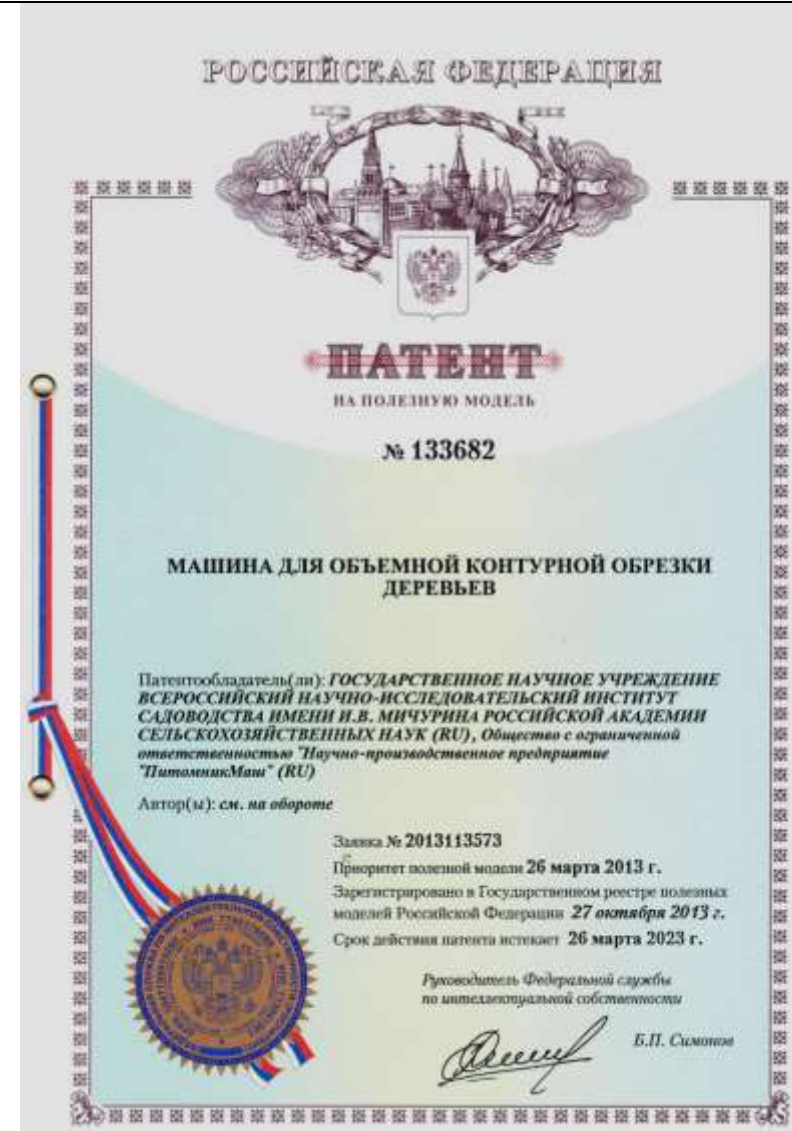 РОССИЙСКАЯ ФЕДЕРАЦИЯ
ПАТЕНТ
НА ПОЛЕЗНУЮ МОДЕЛЬ
№ 133682
МАШИНА ДЛЯ ОБЪЕМНОЙ КОНТУРНОЙ ОБРЕЗКИ
ДЕРЕВЬЕВ
Патентообладатель(ли): ГОСУДАРСТВЕННОЕ НАУЧНОЕ УЧРЕЖДЕНИЕ
ВСЕРОССИЙСКИЙ НАУЧНО-ИССЛЕДОВАТЕЛЬСКИЙ ИНСТИТУТ
САДОВОДСТВА ИМЕНИ И.В. МИЧУРИНА РОССИЙСКОЙ АКАДЕМИИ
СЕЛЬСКОХОЗЯЙСТВЕННЫХ НАУК (RU), Общество с ограниченной
ответственностью "Научно-производственное предприятие
"ПитомникМаш" (RU)
Автор(ы): см. на обороте
Заявка № 2013113573
Приоритет полезной модели 26 марта 2013 г.
Зарегистрировано в Государственном реестре полезных
моделей Российской Федерации 27 октября 2013 г.
Срок действия патента истекает 26 марта 2023 г.
Руководитель Федеральной службы
по интеллектуальной собственности
Б.П. Симонов